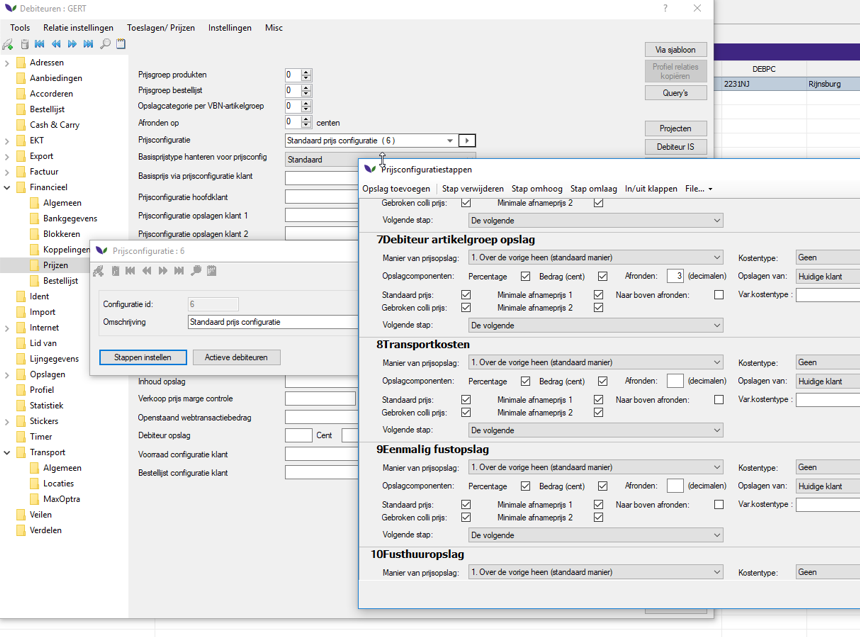 Debiteuren : GERT
?
Tools Relatie instellingen Toeslagen/ Prijzen Instellingen Misc
Adressen
Aanbiedingen
Accorderen
Bestellijst
Cash & Carry
EKT
Export
Factuur
Financieel
Algemeen
Bankgegevens
Blokkeren
Koppelingen
Prijzen
Bestellijst
Ident
Import
Internet
Lid van
Lijngegevens
Opslagen
Profiel
Statistiek
Stickers
Timer
Transport
Algemeen
Locaties
MaxOptra
Veilen
Verdelen
Prijsgroep produkten 0
Prijsgroep bestellijst 0
Opslagcategorie per VBN-artikelgroep 0
Afronden op 0 centen
Prijsconfiguratie Standaard prijs configuratie ( 6 )
Basisprijstype hanteren voor prijsconfig Standaard
Basisprijs via prijsconfiguratie klant
Prijsconfiguratie hoofdklant
Prijsconfiguratie opslagen klant 1
Prijsconfiguratie opslagen klant 2
Inhoud opslag
Verkoop prijs marge controle
Openstaand webtransactiebedrag
Debiteur opslag Cent
Voorraad configuratie klant
Bestellijst configuratie klant
Via sjabloon
Profiel relaties
kopiëren
Query's
Projecten
Debiteur IS
DEBPC
2231NJ Rijnsburg
Prijsconfiguratie : 6
Configuratie id: 6
Omschrijving Standaard prijs configuratie
Stappen instellen Actieve debiteuren
Prijsconfiguratiestappen
Opslag toevoegen Stap verwijderen Stap omhoog Stap omlaag In/uit klappen File...
Gebroken colli prijs: Minimale afnameprijs 2
Volgende stap: De volgende
7Debiteur artikelgroep opslag
Manier van prijsopslag: 1. Over de vorige heen (standaard manier) Kostentype: Geen
Opslagcomponenten: Percentage Bedrag (cent) Afronden: 3 (decimalen) Opslagen van: Huidige klant
Standaard prijs: Minimale afnameprijs 1 Naar boven afronden: Var.kostentype :
Gebroken colli prijs: Minimale afnameprijs 2
Volgende stap: De volgende
8Transportkosten
Manier van prijsopslag: 1. Over de vorige heen (standaard manier) Kostentype: Geen
Opslagcomponenten: Percentage Bedrag (cent) Afronden: (decimalen) Opslagen van: Huidige klant
Standaard prijs: Minimale afnameprijs 1 Naar boven afronden: Var.kostentype :
Gebroken colli prijs: Minimale afnameprijs 2
Volgende stap: De volgende
9Eenmalig fustopslag
Manier van prijsopslag: 1. Over de vorige heen (standaard manier) Kostentype: Geen
Opslagcomponenten: Percentage Bedrag (cent) Afronden: (decimalen) Opslagen van: Huidige klant
Standaard prijs: Minimale afnameprijs 1 Naar boven afronden: Var.kostentype :
Gebroken colli prijs: Minimale afnameprijs 2
Volgende stap: De volgende
10Fusthuuropslag
Manier van prijsopslag: 1. Over de vorige heen (standaard manier) Kostentype: Geen